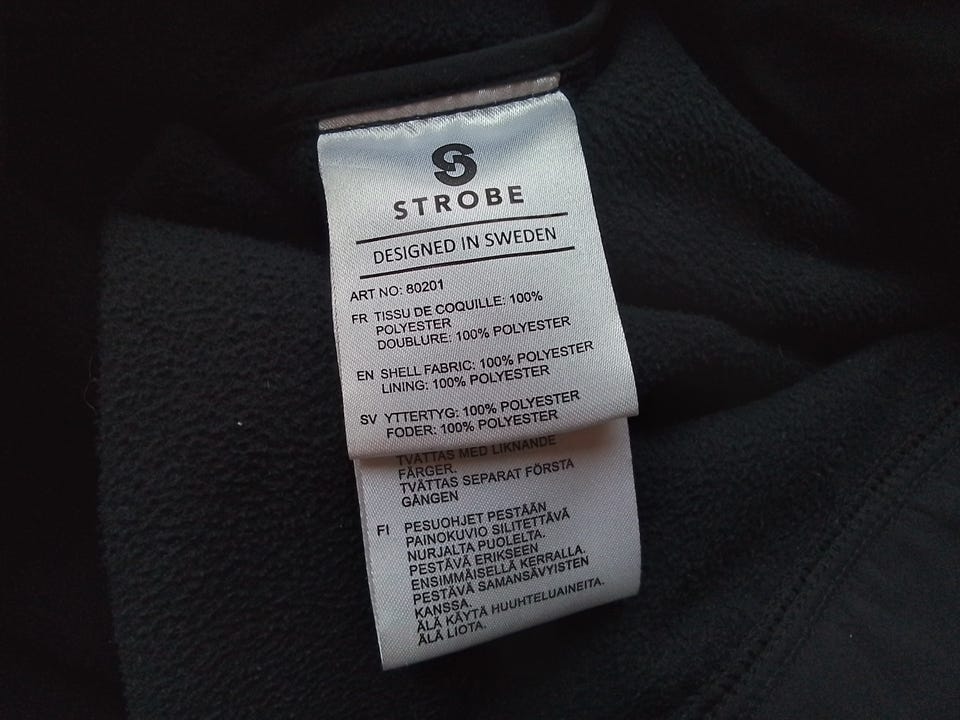 STROBE
DESIGNED IN SWEDEN
ART NO: 80201
FR TISSU DE COQUILLE: 100%
POLYESTER
DOUBLURE: 100% POLYESTER
EN SHELL FABRIC: 100% POLYESTER
LINING: 100% POLYESTER
SV YTTERTYG: 100% POLYESTER
FODER: 100% POLYESTER
TVÄTTAS MED LIKNANDE
FÄRGER.
TVÄTTAS SEPARAT FÖRSTA
GÅNGEN
FI PESUOHJET PESTÄÄN
PAINOKUVIO SILITETTÄVÄ
NURJALTA PUOLELTA.
PESTÄVÄ ERIKSEEN
ENSIMMÄISELLÄ KERRALLA.
PESTÄVÄ SAMANSÄVYISTEN
KANSSA.
ÄLÄ KÄYTÄ HUUHTELUAINEITA.
ÄLÄ LIOTA.